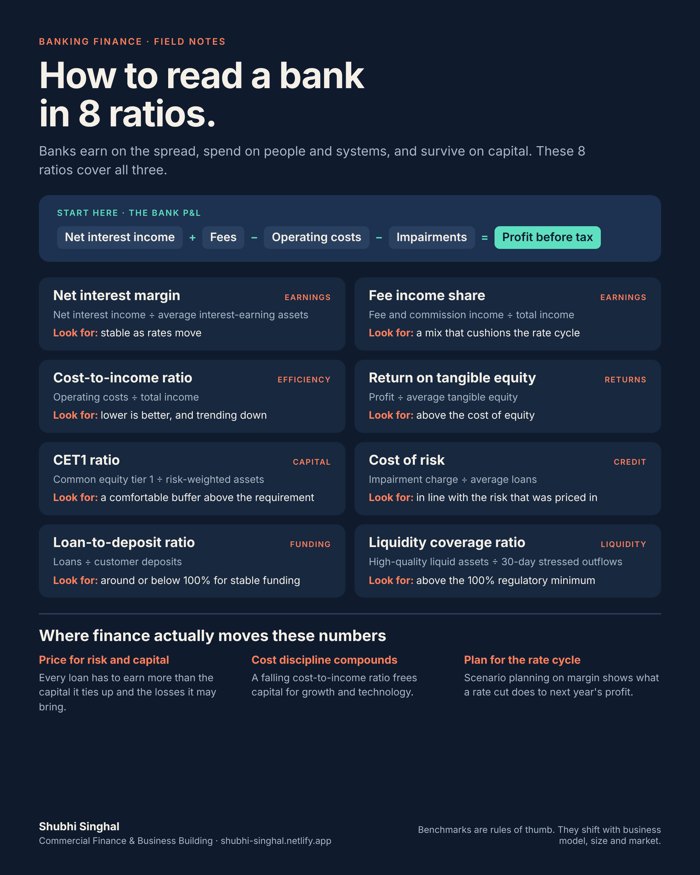 BANKING FINANCE · FIELD NOTES
How to read a bank
in 8 ratios.
Banks earn on the spread, spend on people and systems, and survive on capital. These 8
ratios cover all three.
START HERE · THE BANK P&L
Net interest income + Fees − Operating costs − Impairments = Profit before tax
Net interest margin EARNINGS
Net interest income ÷ average interest-earning assets
Look for: stable as rates move
Fee income share EARNINGS
Fee and commission income ÷ total income
Look for: a mix that cushions the rate cycle
Cost-to-income ratio EFFICIENCY
Operating costs ÷ total income
Look for: lower is better, and trending down
Return on tangible equity RETURNS
Profit ÷ average tangible equity
Look for: above the cost of equity
CET1 ratio CAPITAL
Common equity tier 1 ÷ risk-weighted assets
Look for: a comfortable buffer above the requirement
Cost of risk CREDIT
Impairment charge ÷ average loans
Look for: in line with the risk that was priced in
Loan-to-deposit ratio FUNDING
Loans ÷ customer deposits
Look for: around or below 100% for stable funding
Liquidity coverage ratio LIQUIDITY
High-quality liquid assets ÷ 30-day stressed outflows
Look for: above the 100% regulatory minimum
Where finance actually moves these numbers
Price for risk and capital
Every loan has to earn more than the
capital it ties up and the losses it may
bring.
Cost discipline compounds
A falling cost-to-income ratio frees
capital for growth and technology.
Plan for the rate cycle
Scenario planning on margin shows what
a rate cut does to next year's profit.
Shubhi Singhal
Commercial Finance & Business Building · shubhi-singhal.netlify.app
Benchmarks are rules of thumb. They shift with business
model, size and market.